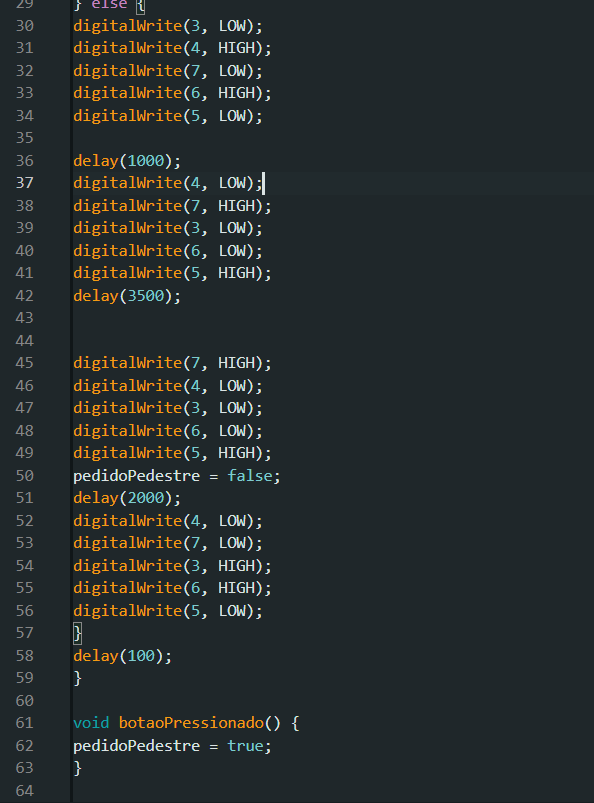 29 } else {
30 digitalWrite(3, LOW);
31 digitalWrite(4, HIGH);
32 digitalWrite(7, LOW);
33 digitalWrite(6, HIGH);
34 digitalWrite(5, LOW);
35
36 delay(1000);
37 digitalWrite(4, LOW);
38 digitalWrite(7, HIGH);
39 digitalWrite(3, LOW);
40 digitalWrite(6, LOW);
41 digitalWrite(5, HIGH);
42 delay(3500);
43
44
45 digitalWrite(7, HIGH);
46 digitalWrite(4, LOW);
47 digitalWrite(3, LOW);
48 digitalWrite(6, LOW);
49 digitalWrite(5, HIGH);
50 pedidoPedestre = false;
51 delay(2000);
52 digitalWrite(4, LOW);
53 digitalWrite(7, LOW);
54 digitalWrite(3, HIGH);
55 digitalWrite(6, HIGH);
56 digitalWrite(5, LOW);
57 }
58 delay(100);
59 }
60
61 void botaoPressionado() {
62 pedidoPedestre = true;
63 }
64